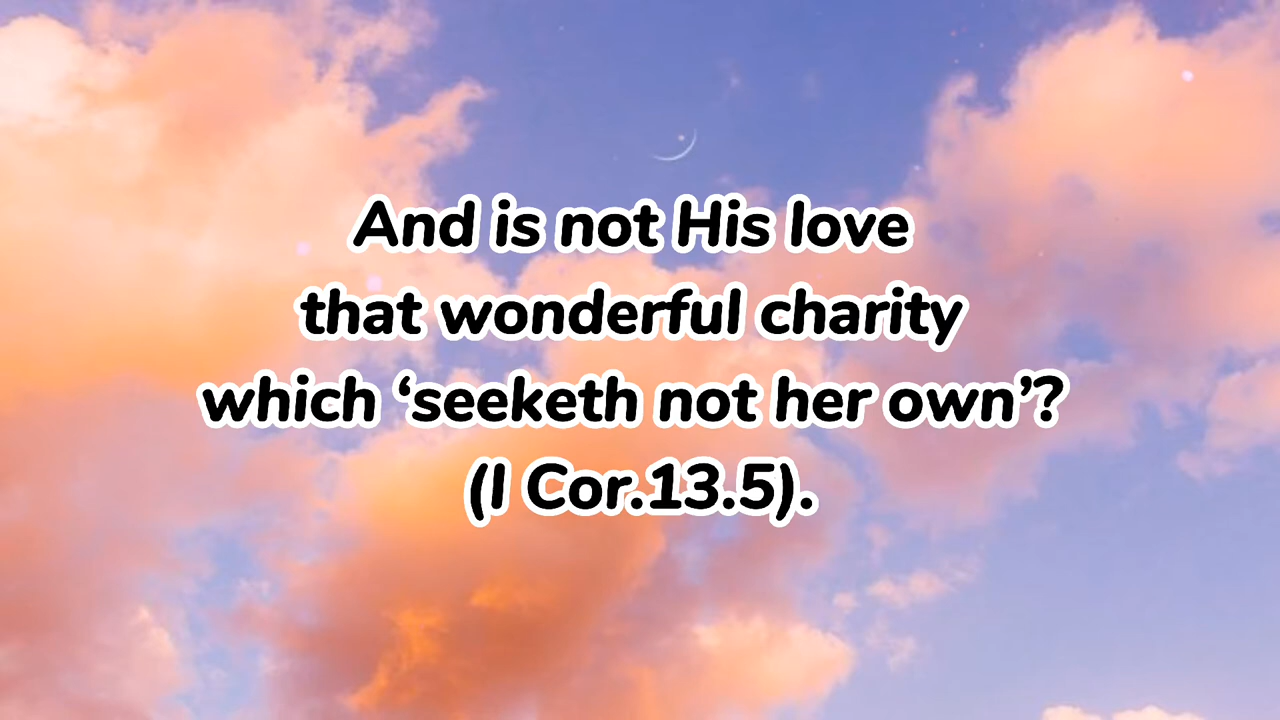 And is not His love
that wonderful charity
which ‘seeketh not her own’?
(I Cor.13.5).